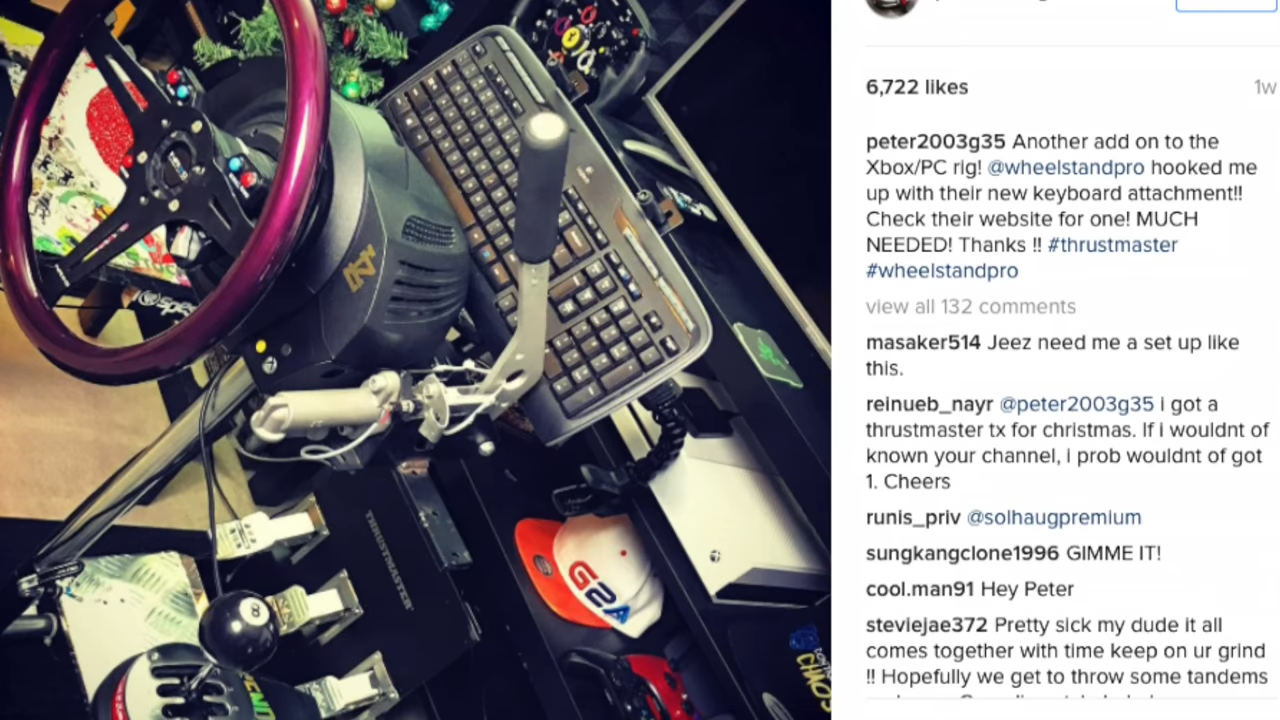 6,722 likes
1w
peter2003g35 Another add on to the
Xbox/PC rig! @wheelstandpro hooked me
up with their new keyboard attachment!!
Check their website for one! MUCH
NEEDED! Thanks !! #thrustmaster
#wheelstandpro
view all 132 comments
masaker514 Jeez need me a set up like
this.
reinueb_nayr @peter2003g35 i got a
thrustmaster tx for christmas. If i wouldnt of
known your channel, i prob wouldnt of got
1. Cheers
runis_priv @solhaugpremium
sungkangclone1996 GIMME IT!
cool.man91 Hey Peter
steviejae372 Pretty sick my dude it all
comes together with time keep on ur grind
!! Hopefully we get to throw some tandems
THRUSTMASTER
G2A
8
CHAOS